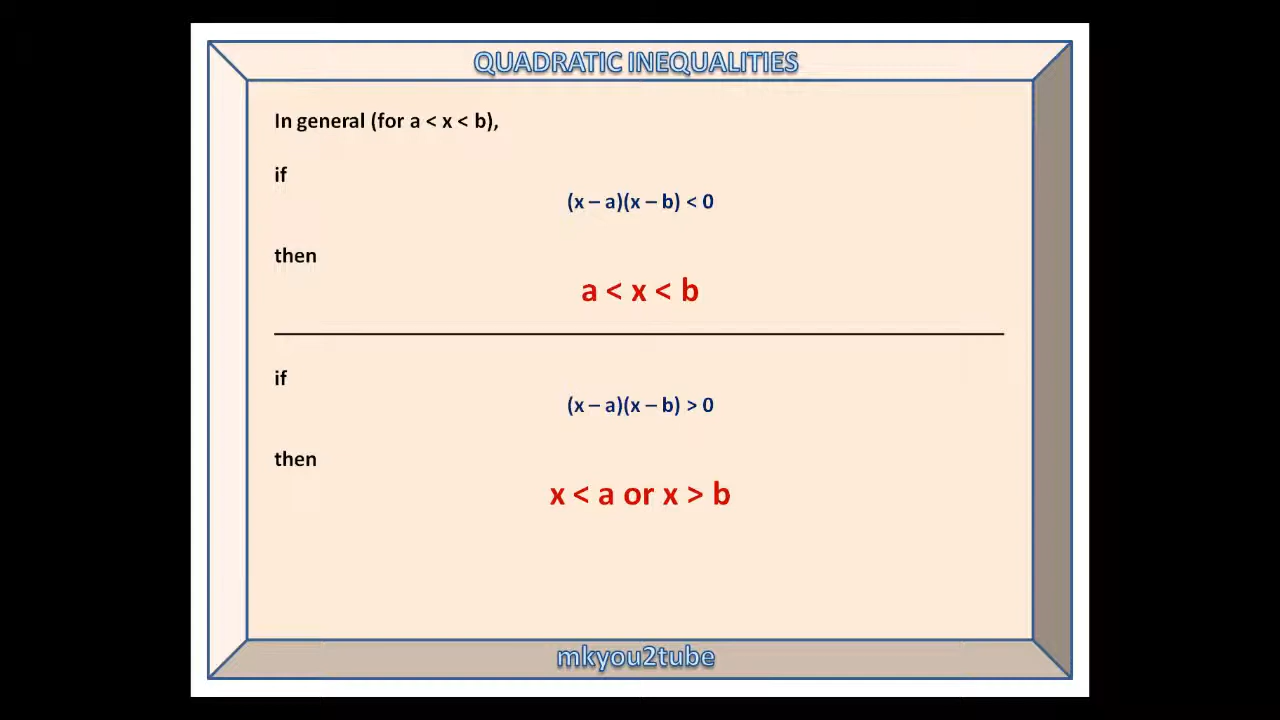 QUADRATIC INEQUALITIES
In general (for a < x < b),
if
(x – a)(x – b) < 0
then
a < x < b
if
(x – a)(x – b) > 0
then
x < a or x > b
mkyou2tube